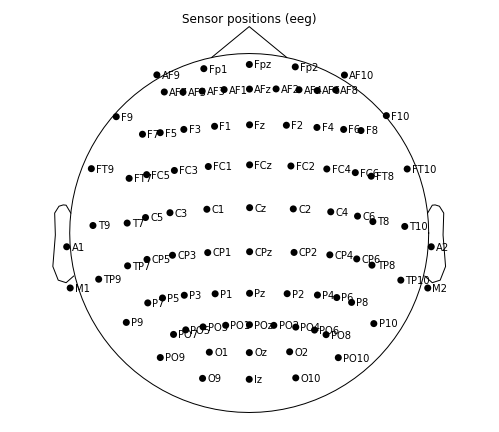 Sensor positions (eeg)
Fp1 Fpz Fp2
AF9 AF10
AF7 AF5 AF3 AF1 AFz AF2 AF4 AF6 AF8
F9 F10
F7 F5 F3 F1 Fz F2 F4 F6 F8
FT9 FT7 FC5 FC3 FC1 FCz FC2 FC4 FC6 FT8 FT10
T9 T7 C5 C3 C1 Cz C2 C4 C6 T8 T10
A1 A2
TP9 TP7 CP5 CP3 CP1 CPz CP2 CP4 CP6 TP8 TP10
M1 M2
P9 P7 P5 P3 P1 Pz P2 P4 P6 P8 P10
PO7 PO5 PO3 PO1 POz PO2 PO4 PO6 PO8
PO9 O1 Oz O2 PO10
O9 Iz O10